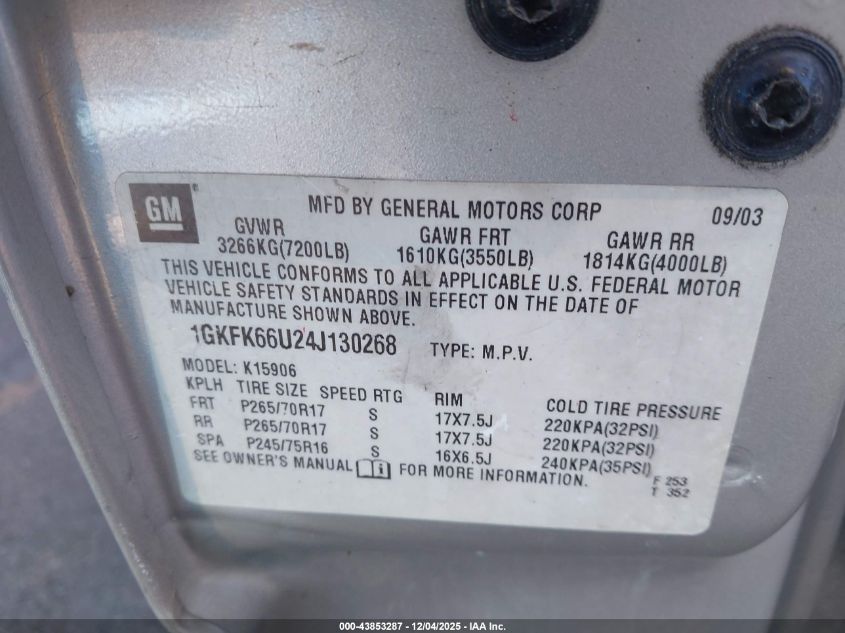 GM
MFD BY GENERAL MOTORS CORP 09/03
GVWR GAWR FRT GAWR RR
3266KG(7200LB) 1610KG(3550LB) 1814KG(4000LB)
THIS VEHICLE CONFORMS TO ALL APPLICABLE U.S. FEDERAL MOTOR
VEHICLE SAFETY STANDARDS IN EFFECT ON THE DATE OF
MANUFACTURE SHOWN ABOVE.
1GKFK66U24J130268 TYPE: M.P.V.
MODEL: K15906
KPLH TIRE SIZE SPEED RTG RIM COLD TIRE PRESSURE
FRT P265/70R17 S 17X7.5J 220KPA(32PSI)
RR P265/70R17 S 17X7.5J 220KPA(32PSI)
SPA P245/75R16 S 16X6.5J 240KPA(35PSI)
SEE OWNER'S MANUAL i FOR MORE INFORMATION.
F 253
T 352
000-43853287 - 12/04/2025 - IAA Inc.